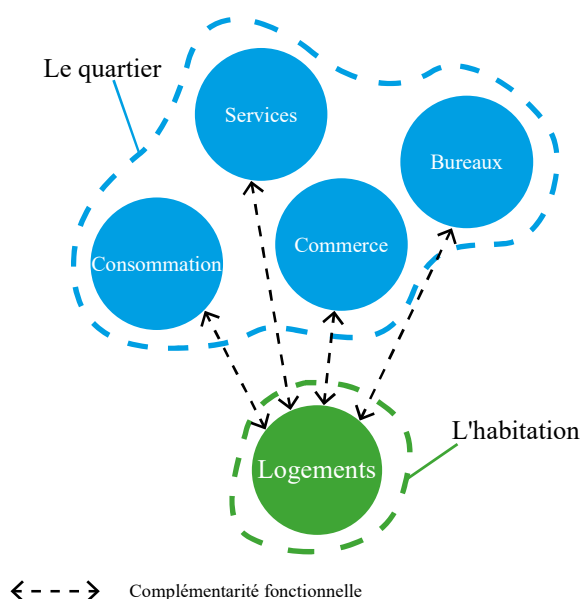 Le quartier
Services
Bureaux
Commerce
Consommation
L'habitation
Logements
Complémentarité fonctionnelle